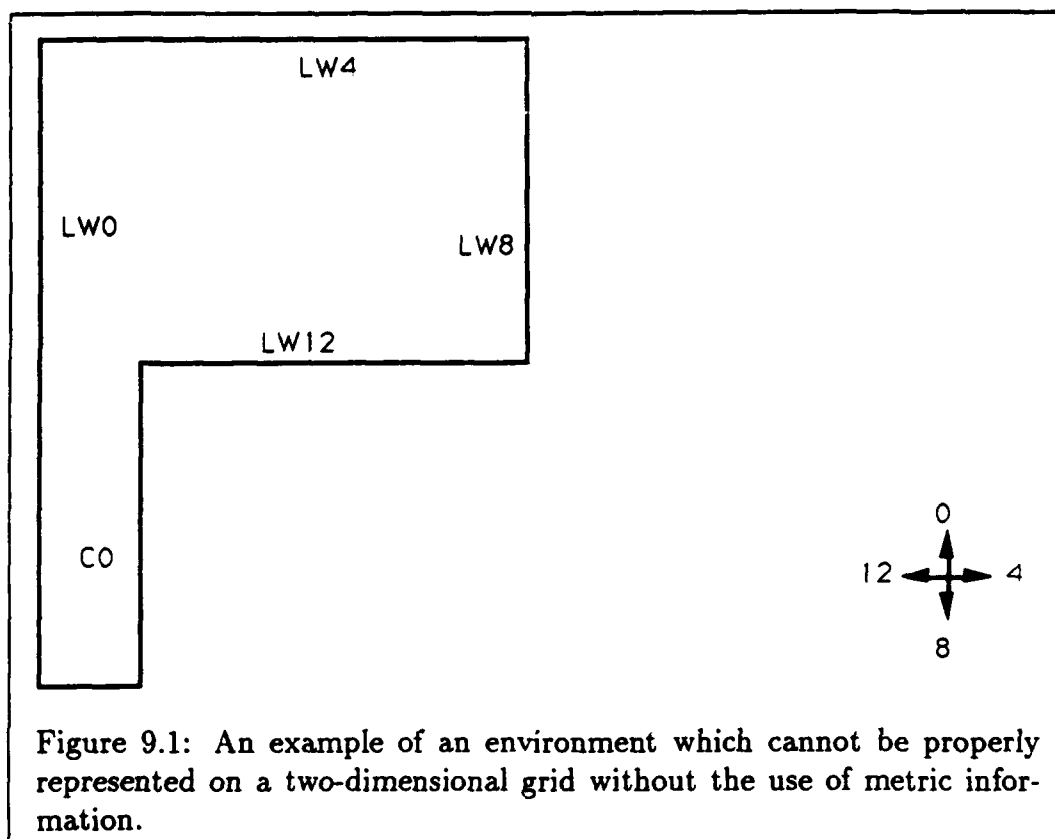 LW4
LW0
LW8
LW12
C0
0
12
4
8
Figure 9.1: An example of an environment which cannot be properly
represented on a two-dimensional grid without the use of metric infor-
mation.